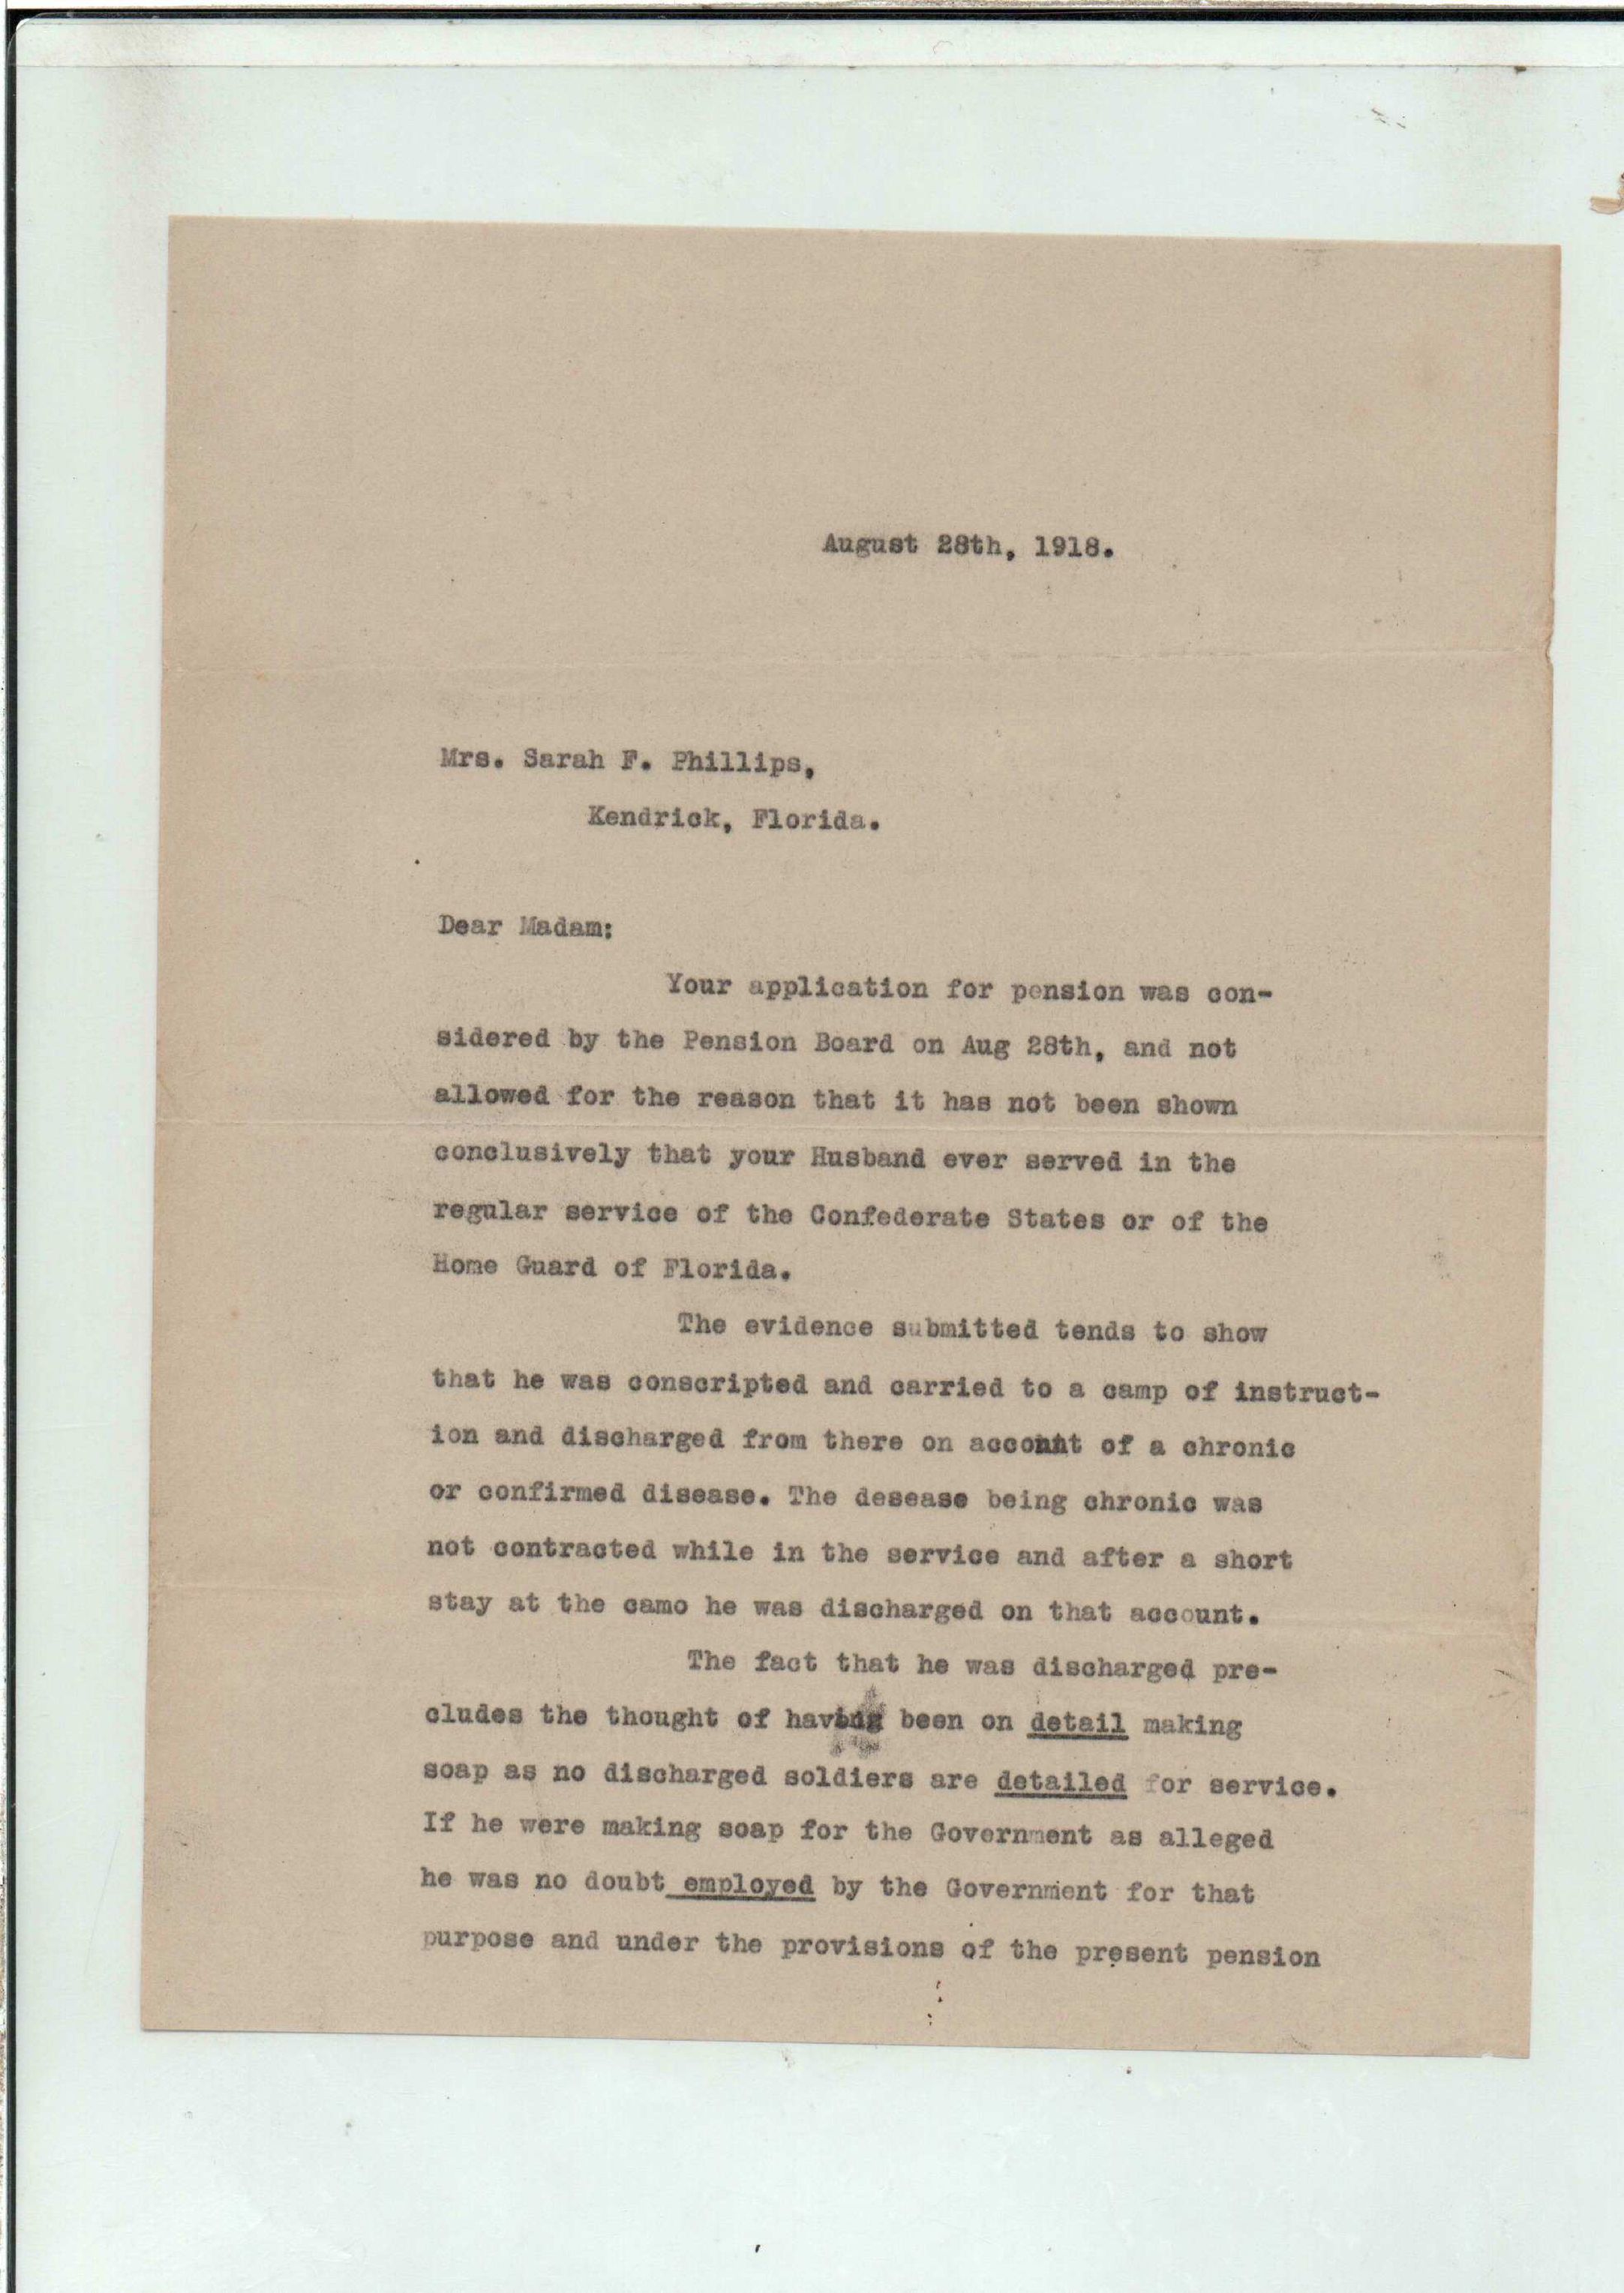 August 28th, 1918.
Mrs. Sarah F. Phillips,
Kendrick, Florida.
Dear Madam:
Your application for pension was con-
sidered by the Pension Board on Aug 28th, and not
allowed for the reason that it has not been shown
conclusively that your Husband ever served in the
regular service of the Confederate States or of the
Home Guard of Florida.
The evidence submitted tends to show
that he was conscripted and carried to a camp of instruct-
ion and discharged from there on account of a chronic
or confirmed disease. The desease being chronic was
not contracted while in the service and after a short
stay at the camo he was discharged on that account.
The fact that he was discharged pre-
cludes the thought of having been on detail making
soap as no discharged soldiers are detailed for service.
If he were making soap for the Government as alleged
he was no doubt employed by the Government for that
purpose and under the provisions of the present pension